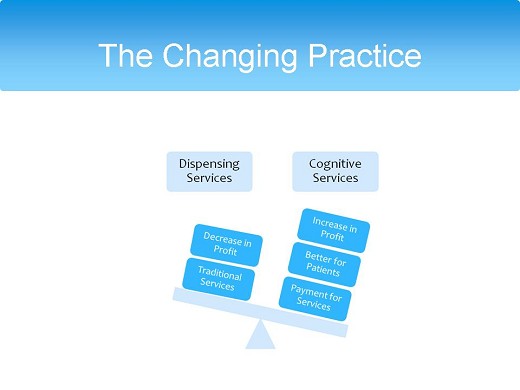 The Changing Practice
Dispensing
Services
Cognitive
Services
Decrease in
Profit
Traditional
Services
Increase in
Profit
Better for
Patients
Payment for
Services